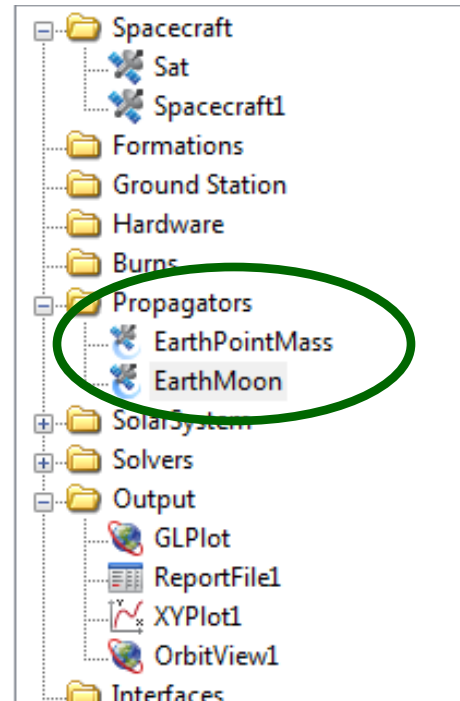 Spacecraft
Sat
Spacecraft1
Formations
Ground Station
Hardware
Burns
Propagators
EarthPointMass
EarthMoon
SolarSystem
Solvers
Output
GLPlot
ReportFile1
XYPlot1
OrbitView1
Interfaces